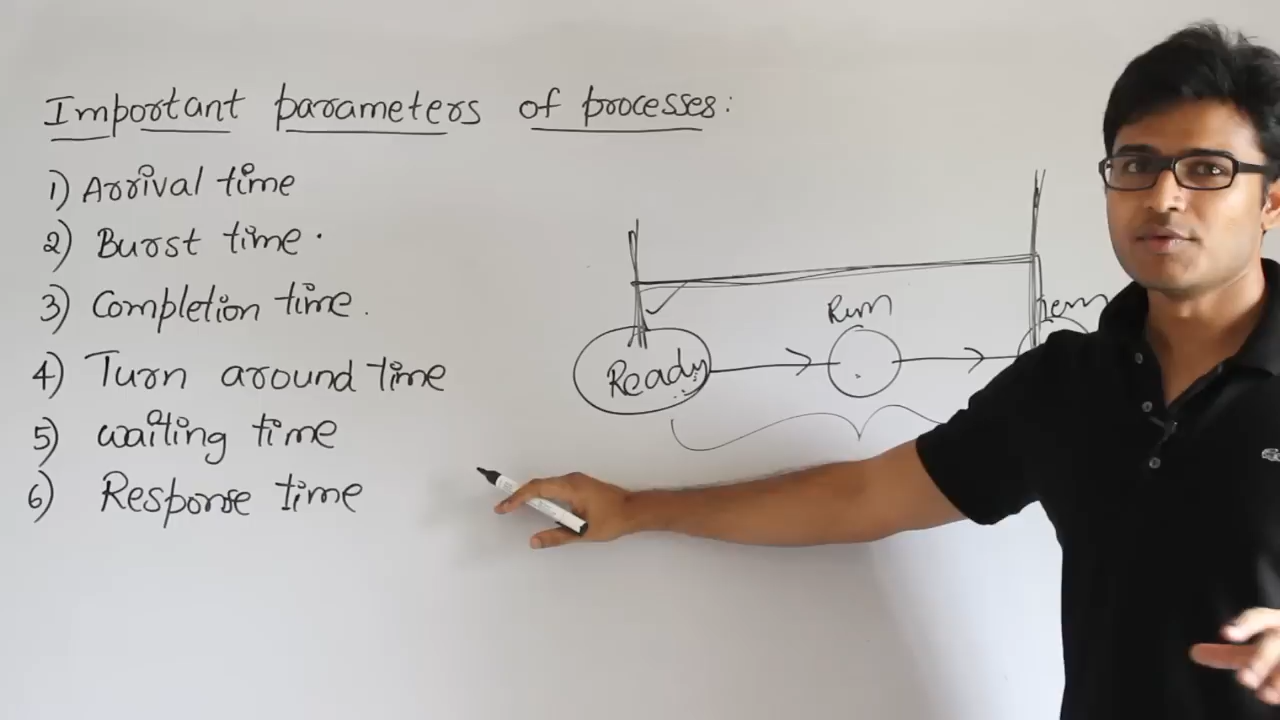 Important parameters of processes:
1) Arrival time
2) Burst time.
3) Completion time.
4) Turn around time
5) waiting time
6) Response time
Ready
Run